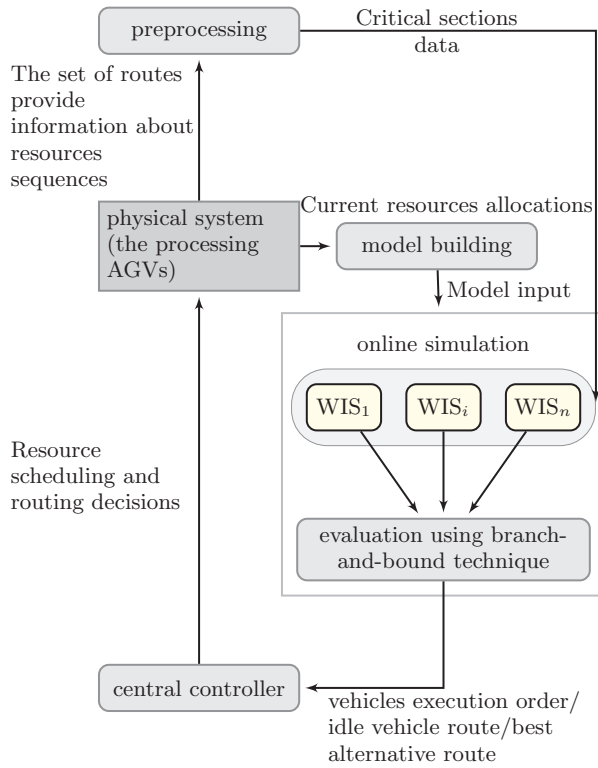 preprocessing
Critical sections
data
The set of routes
provide
information about
resources
sequences
physical system
(the processing
AGVs)
Current resources allocations
model building
Model input
online simulation
WIS₁
WISᵢ
WISₙ
Resource
scheduling and
routing decisions
evaluation using branch-
and-bound technique
central controller
vehicles execution order/
idle vehicle route/best
alternative route